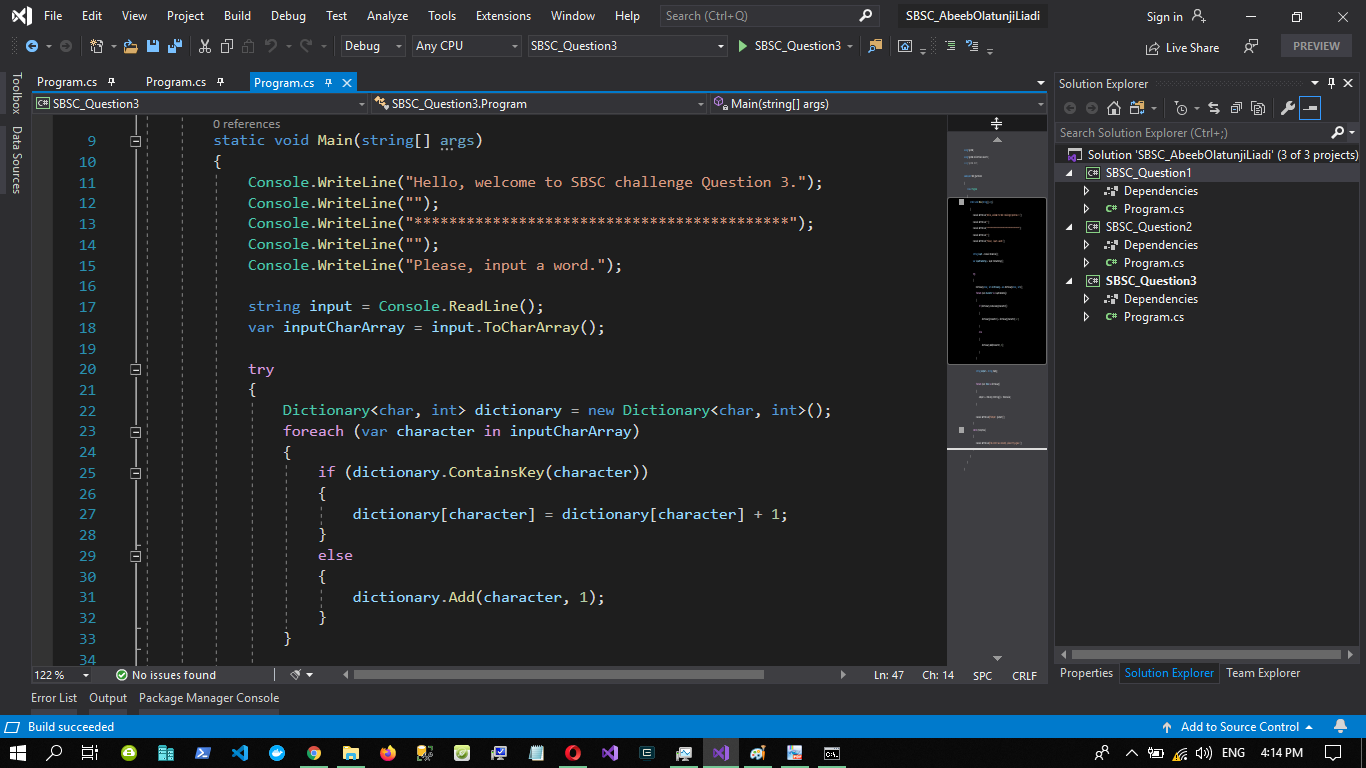 File Edit View Project Build Debug Test Analyze Tools Extensions Window Help Search (Ctrl+Q) SBSC_AbeebOlatunjiLiadi Sign in
Debug Any CPU SBSC_Question3 SBSC_Question3 Live Share PREVIEW
Toolbox
Data Sources
Program.cs Program.cs Program.cs
SBSC_Question3 SBSC_Question3.Program Main(string[] args)
0 references
9 static void Main(string[] args)
10 {
11 Console.WriteLine("Hello, welcome to SBSC challenge Question 3.");
12 Console.WriteLine("");
13 Console.WriteLine("*******************************************");
14 Console.WriteLine("");
15 Console.WriteLine("Please, input a word.");
16
17 string input = Console.ReadLine();
18 var inputCharArray = input.ToCharArray();
19
20 try
21 {
22 Dictionary<char, int> dictionary = new Dictionary<char, int>();
23 foreach (var character in inputCharArray)
24 {
25 if (dictionary.ContainsKey(character))
26 {
27 dictionary[character] = dictionary[character] + 1;
28 }
29 else
30 {
31 dictionary.Add(character, 1);
32 }
33 }
34
122 % No issues found Ln: 47 Ch: 14 SPC CRLF
Solution Explorer
Search Solution Explorer (Ctrl+;)
Solution 'SBSC_AbeebOlatunjiLiadi' (3 of 3 projects)
C# SBSC_Question1
Dependencies
C# Program.cs
C# SBSC_Question2
Dependencies
C# Program.cs
C# SBSC_Question3
Dependencies
C# Program.cs
Properties Solution Explorer Team Explorer
Error List Output Package Manager Console
Build succeeded Add to Source Control
ENG 4:14 PM